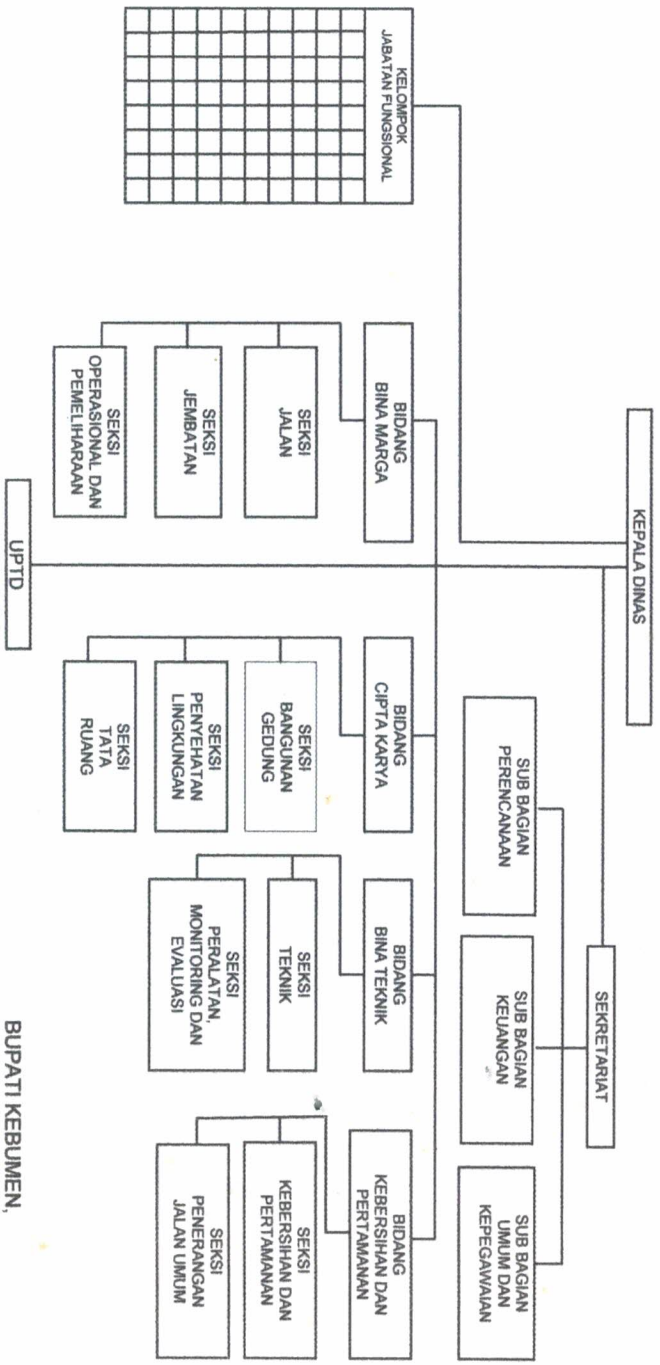 KEPALA DINAS
SEKRETARIAT
SUB BAGIAN
PERENCANAAN
SUB BAGIAN
KEUANGAN
SUB BAGIAN
UMUM DAN
KEPEGAWAIAN
KELOMPOK
JABATAN FUNGSIONAL
BIDANG
BINA MARGA
SEKSI
JALAN
SEKSI
JEMBATAN
SEKSI
OPERASIONAL DAN
PEMELIHARAAN
BIDANG
CIPTA KARYA
SEKSI
BANGUNAN
GEDUNG
SEKSI
PENYEHATAN
LINGKUNGAN
SEKSI
TATA
RUANG
BIDANG
BINA TEKNIK
SEKSI
TEKNIK
SEKSI
PERALATAN,
MONITORING DAN
EVALUASI
BIDANG
KEBERSIHAN DAN
PERTAMANAN
SEKSI
KEBERSIHAN DAN
PERTAMANAN
SEKSI
PENERANGAN
JALAN UMUM
UPTD
BUPATI KEBUMEN,